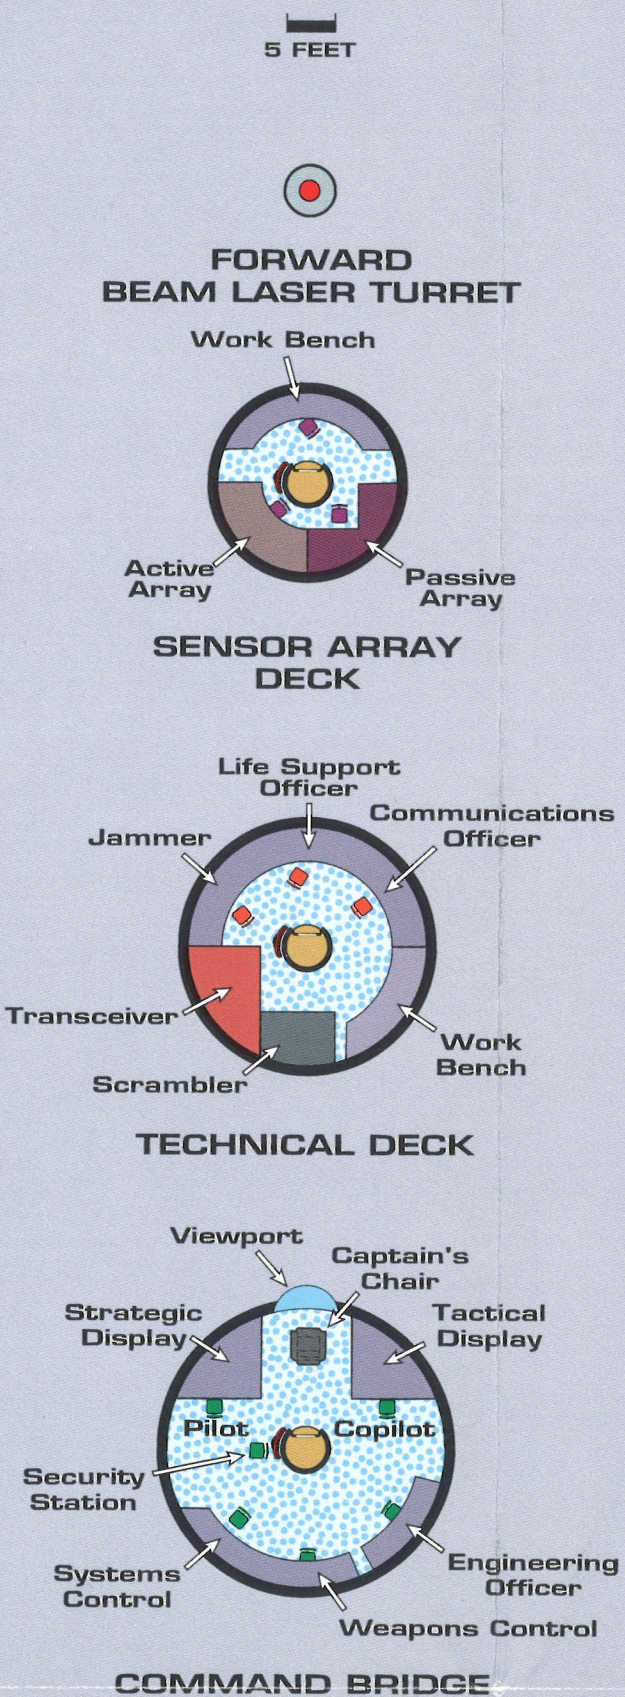 5 FEET
FORWARD
BEAM LASER TURRET
Work Bench
Active
Array
Passive
Array
SENSOR ARRAY
DECK
Life Support
Officer
Communications
Officer
Jammer
Transceiver
Work
Bench
Scrambler
TECHNICAL DECK
Viewport
Captain's
Chair
Strategic
Display
Tactical
Display
Pilot
Copilot
Security
Station
Systems
Control
Engineering
Officer
Weapons Control
COMMAND BRIDGE